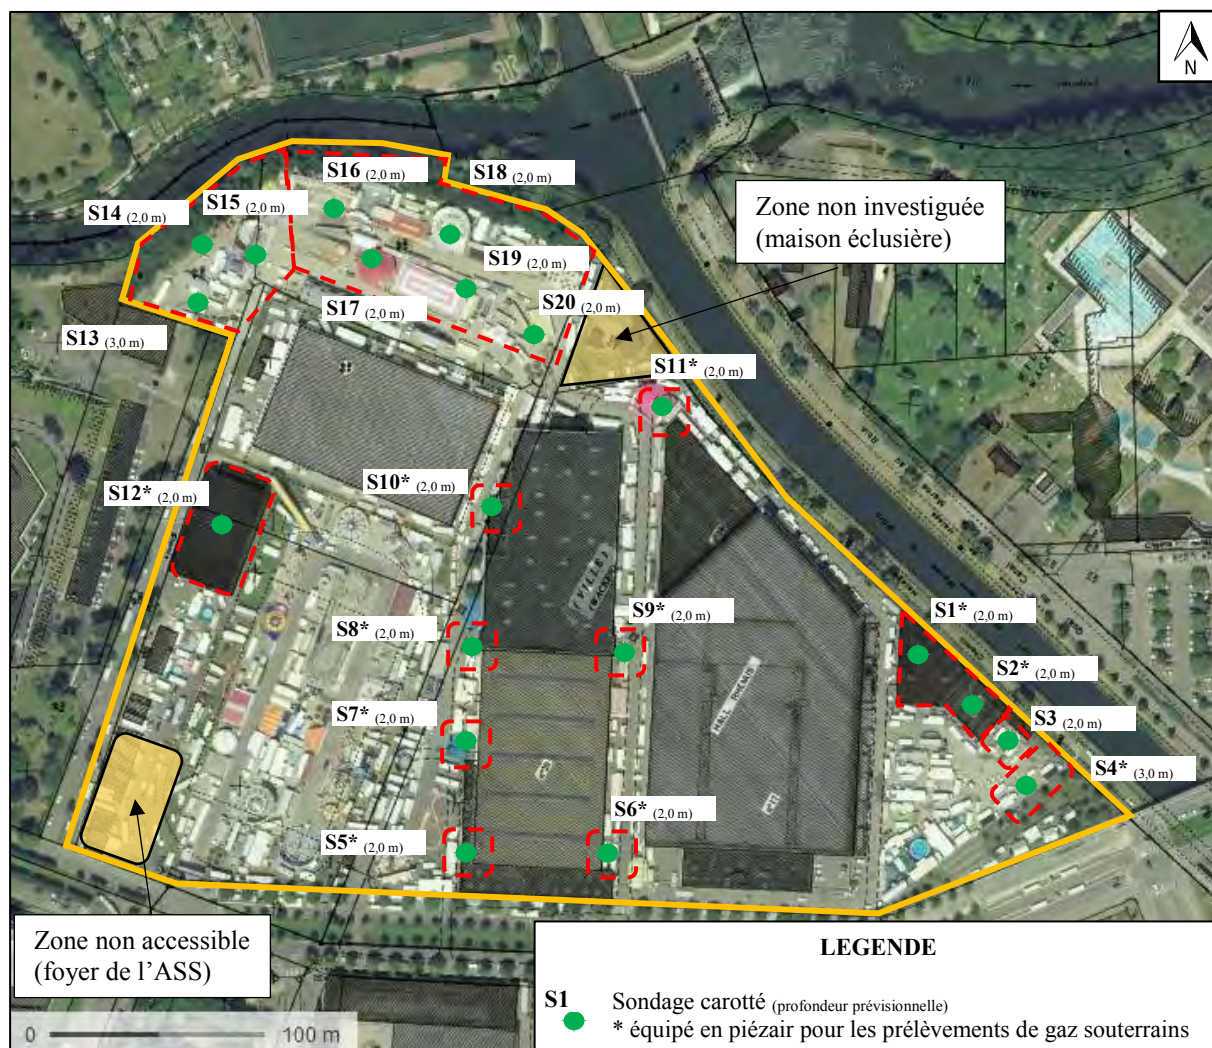 N
S16 (2,0 m)
S18 (2,0 m)
S14 (2,0 m)
S15 (2,0 m)
Zone non investiguée
(maison éclusière)
S19 (2,0 m)
S17 (2,0 m)
S20 (2,0 m)
S13 (3,0 m)
S11* (2,0 m)
S10* (2,0 m)
S12* (2,0 m)
S9* (2,0 m)
S1* (2,0 m)
S8* (2,0 m)
S2* (2,0 m)
S7* (2,0 m)
S3 (2,0 m)
HALL THEMIS
S4* (3,0 m)
S6* (2,0 m)
S5* (2,0 m)
Zone non accessible
(foyer de l’ASS)
LEGENDE
S1 Sondage carotté (profondeur prévisionnelle)
* équipé en piézair pour les prélèvements de gaz souterrains
0 100 m